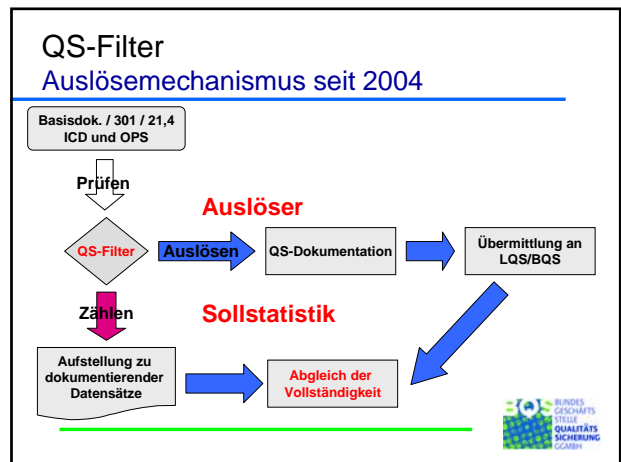 QS-Filter
Auslösemechanismus seit 2004
Basisdok. / 301 / 21,4
ICD und OPS
Prüfen
Auslöser
QS-Filter
Auslösen
QS-Dokumentation
Übermittlung an
LQS/BQS
Zählen
Sollstatistik
Aufstellung zu
dokumentierender
Datensätze
Abgleich der
Vollständigkeit
BUNDES
GESCHÄFTS
STELLE
QUALITÄTS
SICHERUNG
GGMBH